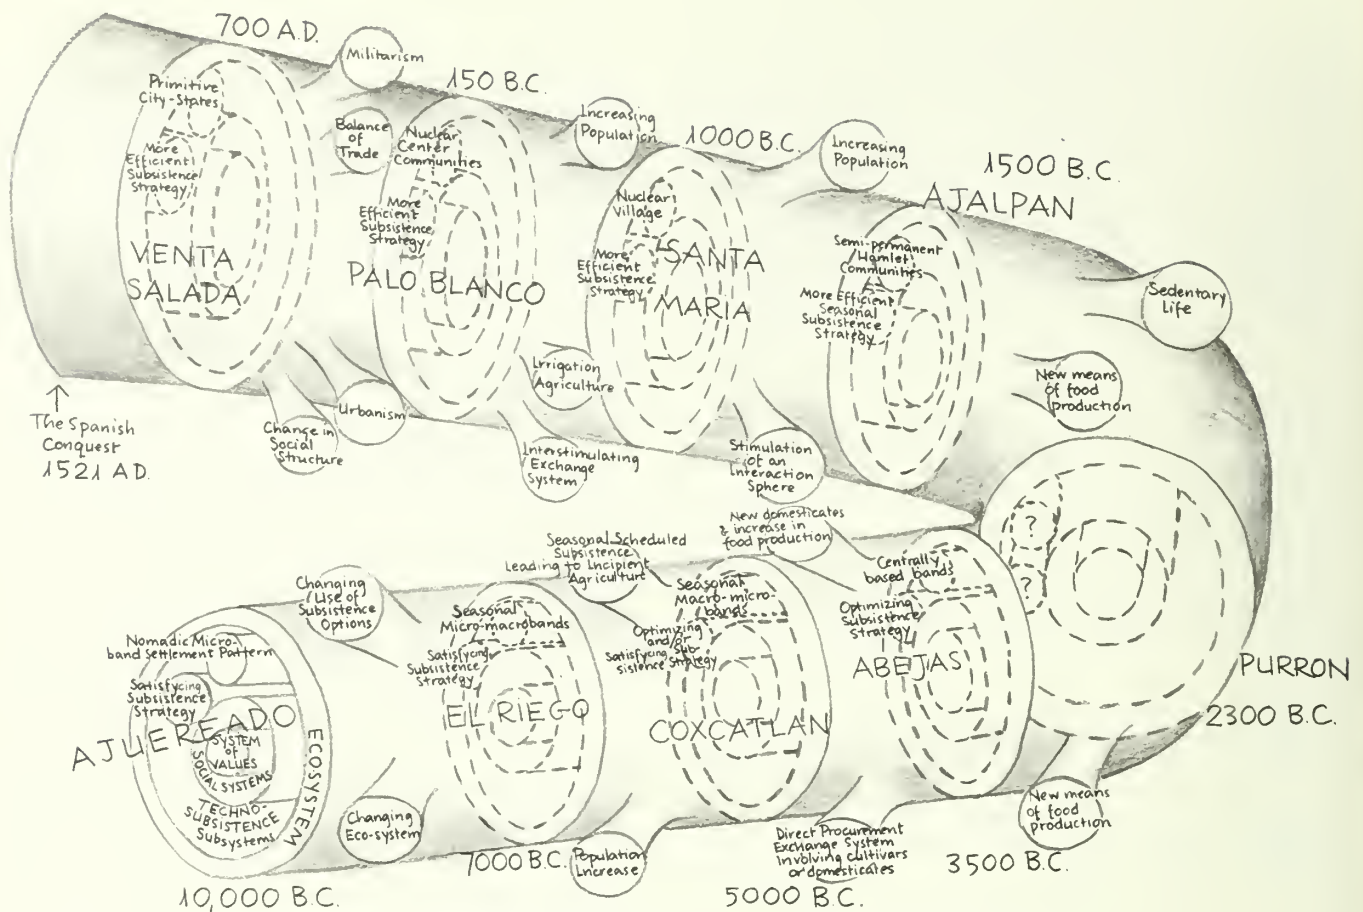 700 A.D.
Militarism
Primitive
City-States
150 B.C.
Balance
of
Trade
More
Efficient
Subsistence
Strategy
VENTA
SALADA
Nuclear
Center
Communities
Increasing
Population
1000 B.C.
More
Efficient
Subsistence
Strategy
PALO BLANCO
Nuclear
Village
Increasing
Population
1500 B.C.
AJALPAN
More
Efficient
Subsistence
Strategy
SANTA
MARIA
Semi-permanent
Hamlet
Communities
More Efficient
Seasonal
Subsistence
Strategy
Sedentary
Life
New means
of food
production
↑
The Spanish
Conquest
1521 AD.
Change in
Social
Structure
Urbanism
Irrigation
Agriculture
Interstimulating
Exchange
System
Stimulation
of an
Interaction
Sphere
?
?
PURRON
2300 B.C.
New domesticates
& increase in
food production
Centrally
based bands
Optimizing
Subsistence
Strategy
ABEJAS
Seasonal Scheduled
Subsistence
Leading to Incipient
Agriculture
Seasonal
Macro-micro-
bands
Optimizing
and/or
Satisfycing Sub-
sistence Strategy
COXCATLAN
Changing
Use of
Subsistence
Options
Seasonal
Micro-macrobands
Satisfycing
Subsistence
Strategy
EL RIEGO
Nomadic Micro-
band Settlement Pattern
Satisfycing
Subsistence
Strategy
AJUEREADO
SYSTEM
OF
VALUES
SOCIAL SYSTEMS
TECHNO-
SUBSISTENCE
Subsystems
ECOSYSTEM
Changing
Eco-system
10,000 B.C.
7000 B.C.
Population
Increase
5000 B.C.
Direct Procurement
Exchange System
Involving cultivars
or domesticates
3500 B.C.
New means
of food
production